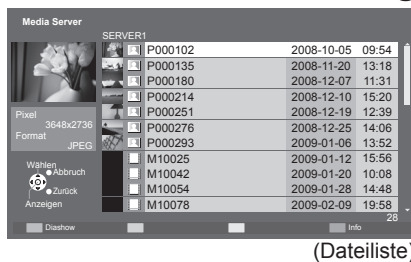 Media Server
SERVER1
P000102 2008-10-05 09:54
P000135 2008-11-20 13:18
P000180 2008-12-07 11:31
P000214 2008-12-10 15:20
P000251 2008-12-19 12:39
P000276 2008-12-25 14:06
P000293 2009-01-06 13:52
M10025 2009-01-12 15:56
M10042 2009-01-20 10:08
M10054 2009-01-28 14:48
M10078 2009-02-09 19:58
Pixel
3648x2736
Format
JPEG
Wählen
Abbruch
Zurück
Anzeigen
28
Diashow
Info
(Dateiliste)